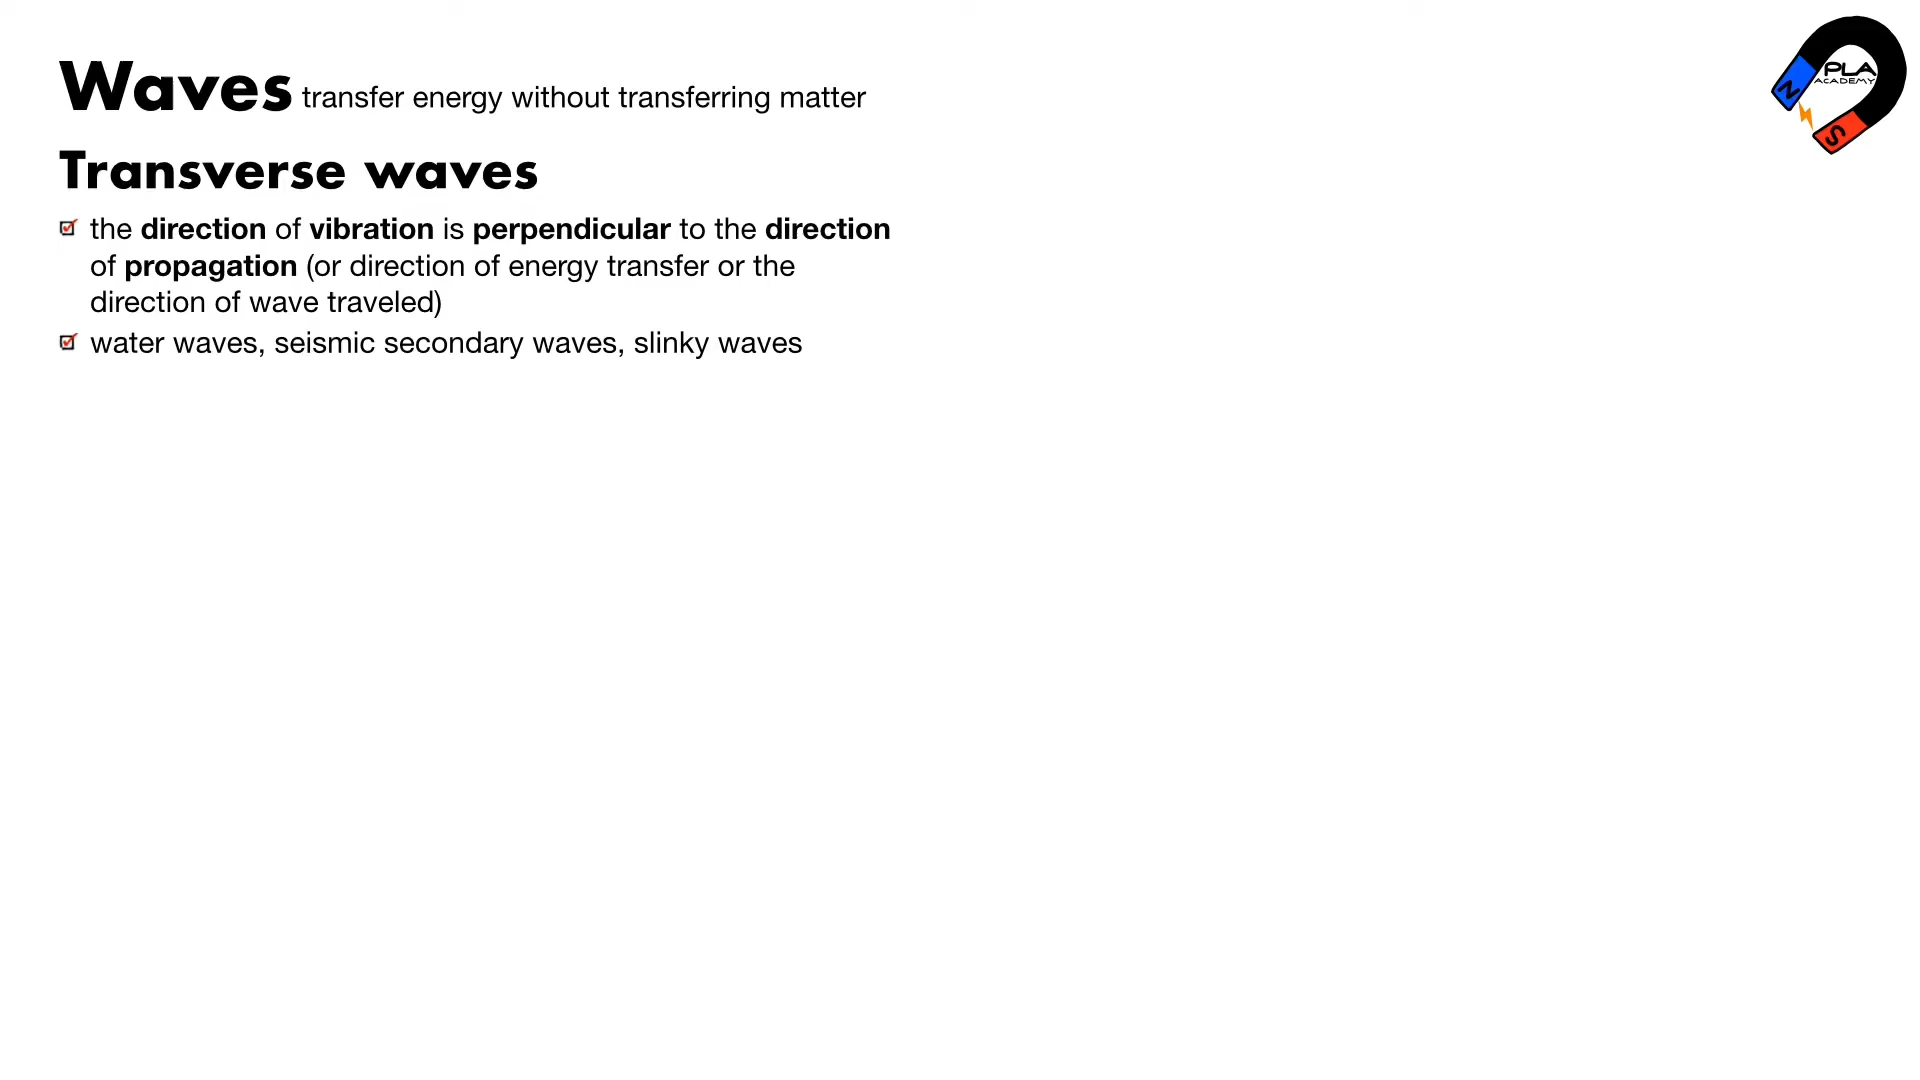 Waves transfer energy without transferring matter
PLA
ACADEMY
N
S
Transverse waves
the direction of vibration is perpendicular to the direction
of propagation (or direction of energy transfer or the
direction of wave traveled)
water waves, seismic secondary waves, slinky waves